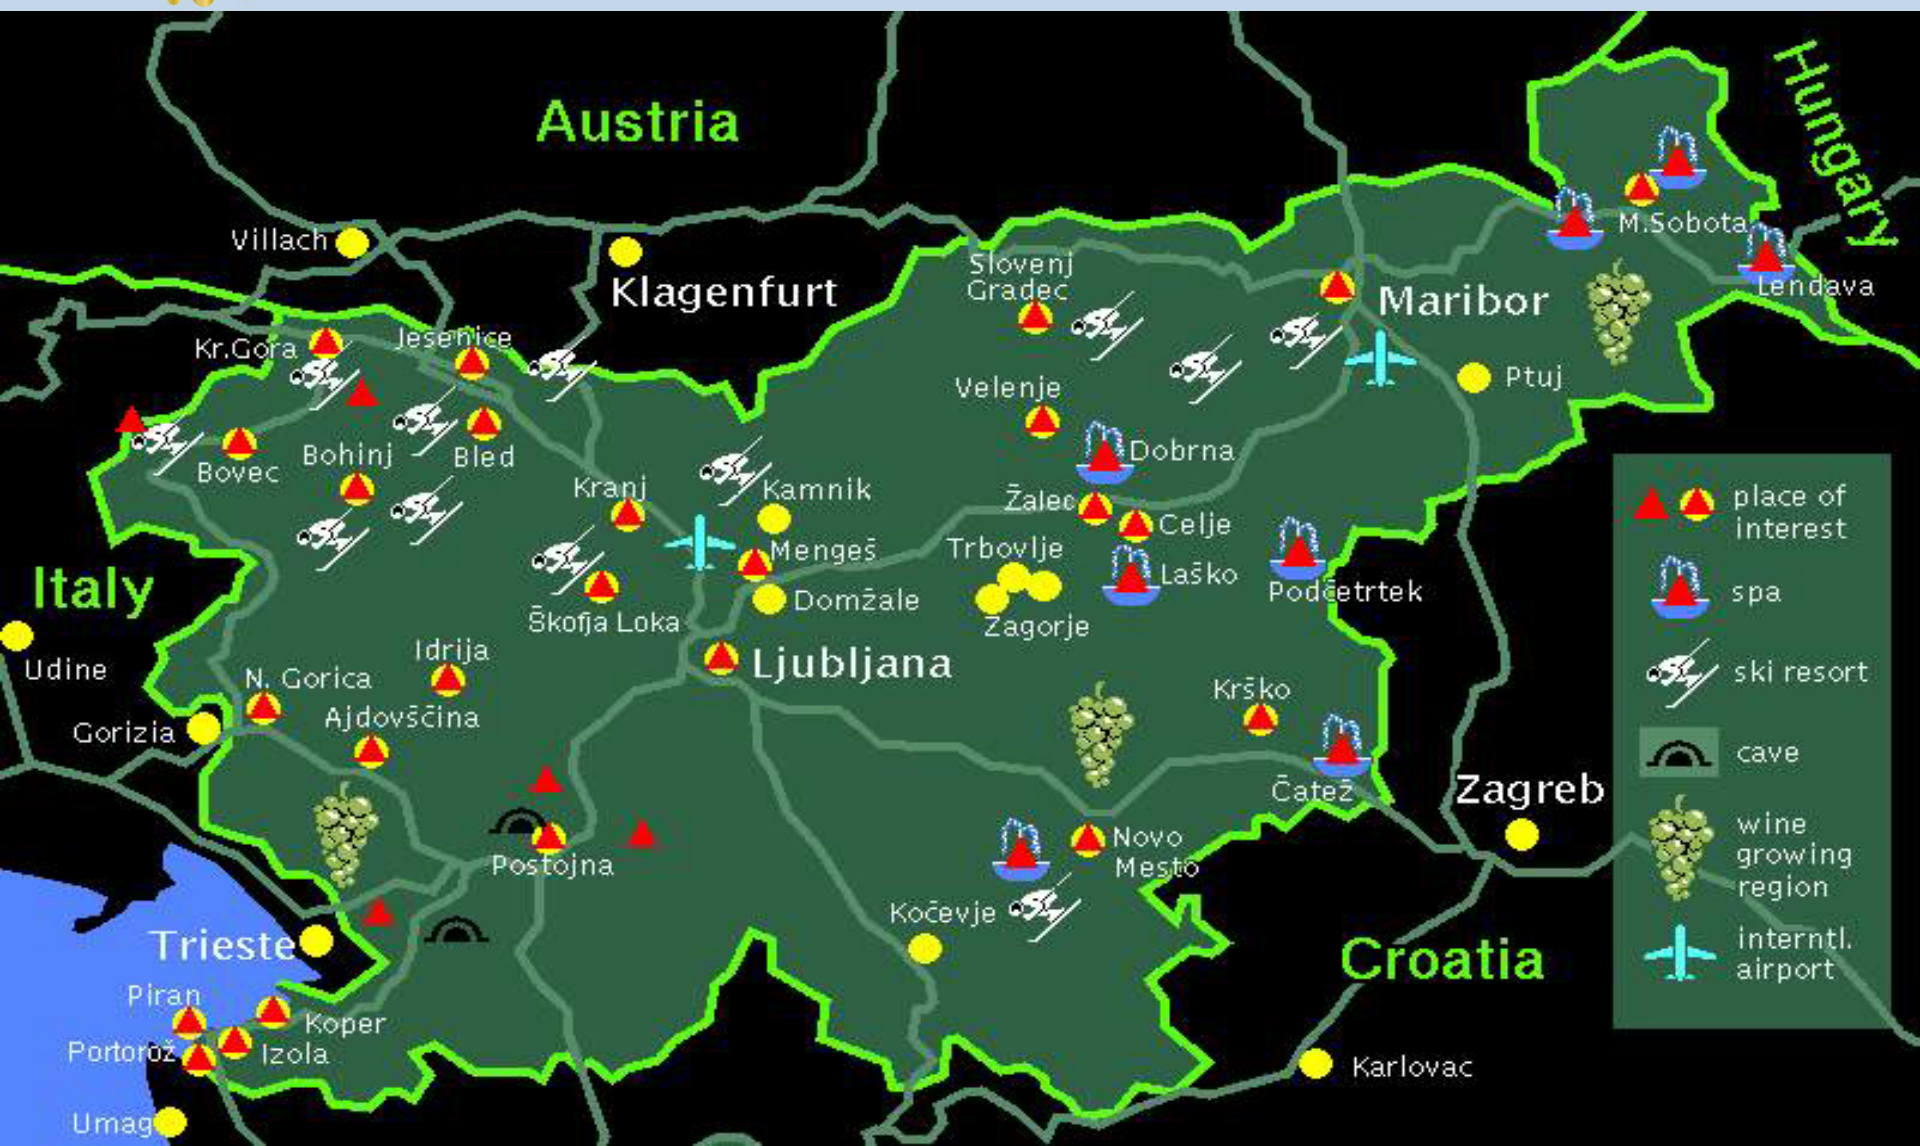 Austria
Hungary
Villach
Klagenfurt
Slovenj
Gradec
M.Sobota
Lendava
Maribor
Kr.Gora
Jesenice
Velenje
Ptuj
Bovec
Bohinj
Bled
Dobrna
Kranj
Kamnik
Žalec
Celje
Mengeš
Trbovlje
Laško
Podčetrtek
Italy
Domžale
Škofja Loka
Zagorje
Udine
Idrija
Ljubljana
N. Gorica
Krško
Gorizia
Ajdovščina
Čatež
Zagreb
Postojna
Novo
Mesto
Kočevje
Trieste
Croatia
Piran
Koper
Portorož
Izola
Karlovac
Umag
place of
interest
spa
ski resort
cave
wine
growing
region
interntl.
airport